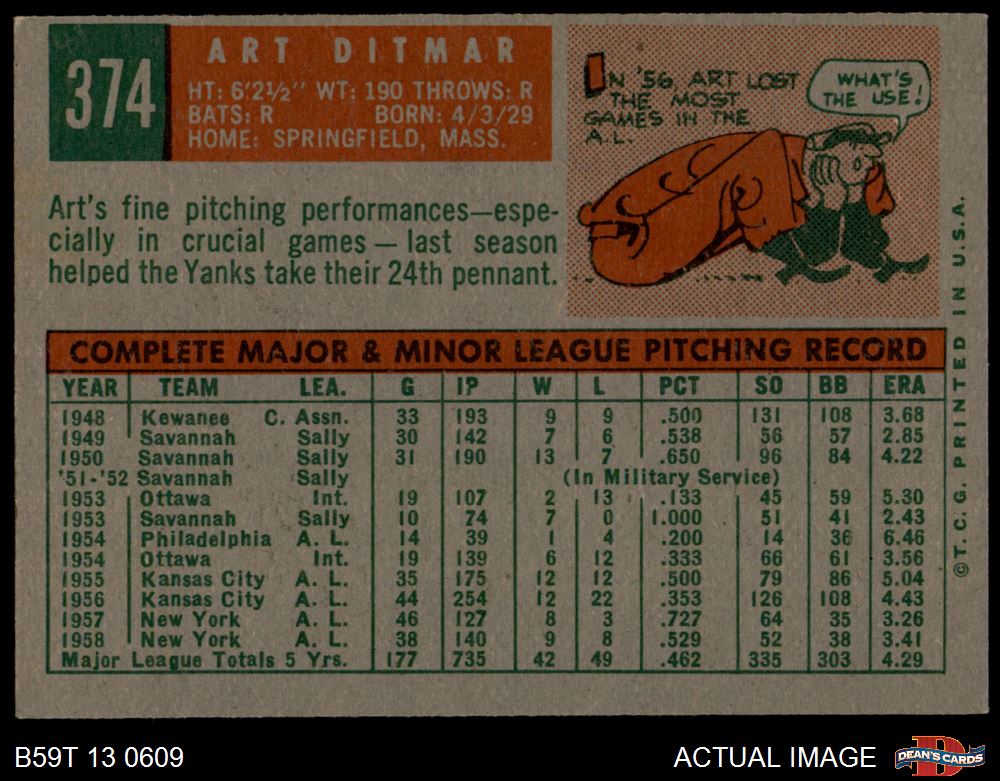 374
ART DITMAR
HT: 6'2½" WT: 190 THROWS: R
BATS: R BORN: 4/3/29
HOME: SPRINGFIELD, MASS.
IN '56, ART LOST
THE MOST
GAMES IN THE
A.L.
WHAT'S
THE USE!
Art's fine pitching performances—espe-
cially in crucial games — last season
helped the Yanks take their 24th pennant.
COMPLETE MAJOR & MINOR LEAGUE PITCHING RECORD
YEAR TEAM LEA. G IP W L PCT SO BB ERA
1948 Kewanee C. Assn. 33 193 9 9 .500 131 108 3.68
1949 Savannah Sally 30 142 7 6 .538 56 57 2.85
1950 Savannah Sally 31 190 13 7 .650 96 84 4.22
'51-'52 Savannah Sally (In Military Service)
1953 Ottawa Int. 19 107 2 13 .133 45 59 5.30
1953 Savannah Sally 10 74 7 0 1.000 51 41 2.43
1954 Philadelphia A. L. 14 39 1 4 .200 14 36 6.46
1954 Ottawa Int. 19 139 6 12 .333 66 61 3.56
1955 Kansas City A. L. 35 175 12 12 .500 79 86 5.04
1956 Kansas City A. L. 44 254 12 22 .353 126 108 4.43
1957 New York A. L. 46 127 8 3 .727 64 35 3.26
1958 New York A. L. 38 140 9 8 .529 52 38 3.41
Major League Totals 5 Yrs. 177 735 42 49 .462 335 303 4.29
©T.C.G. PRINTED IN U.S.A.
B59T 13 0609
ACTUAL IMAGE
D
DEAN'S CARDS